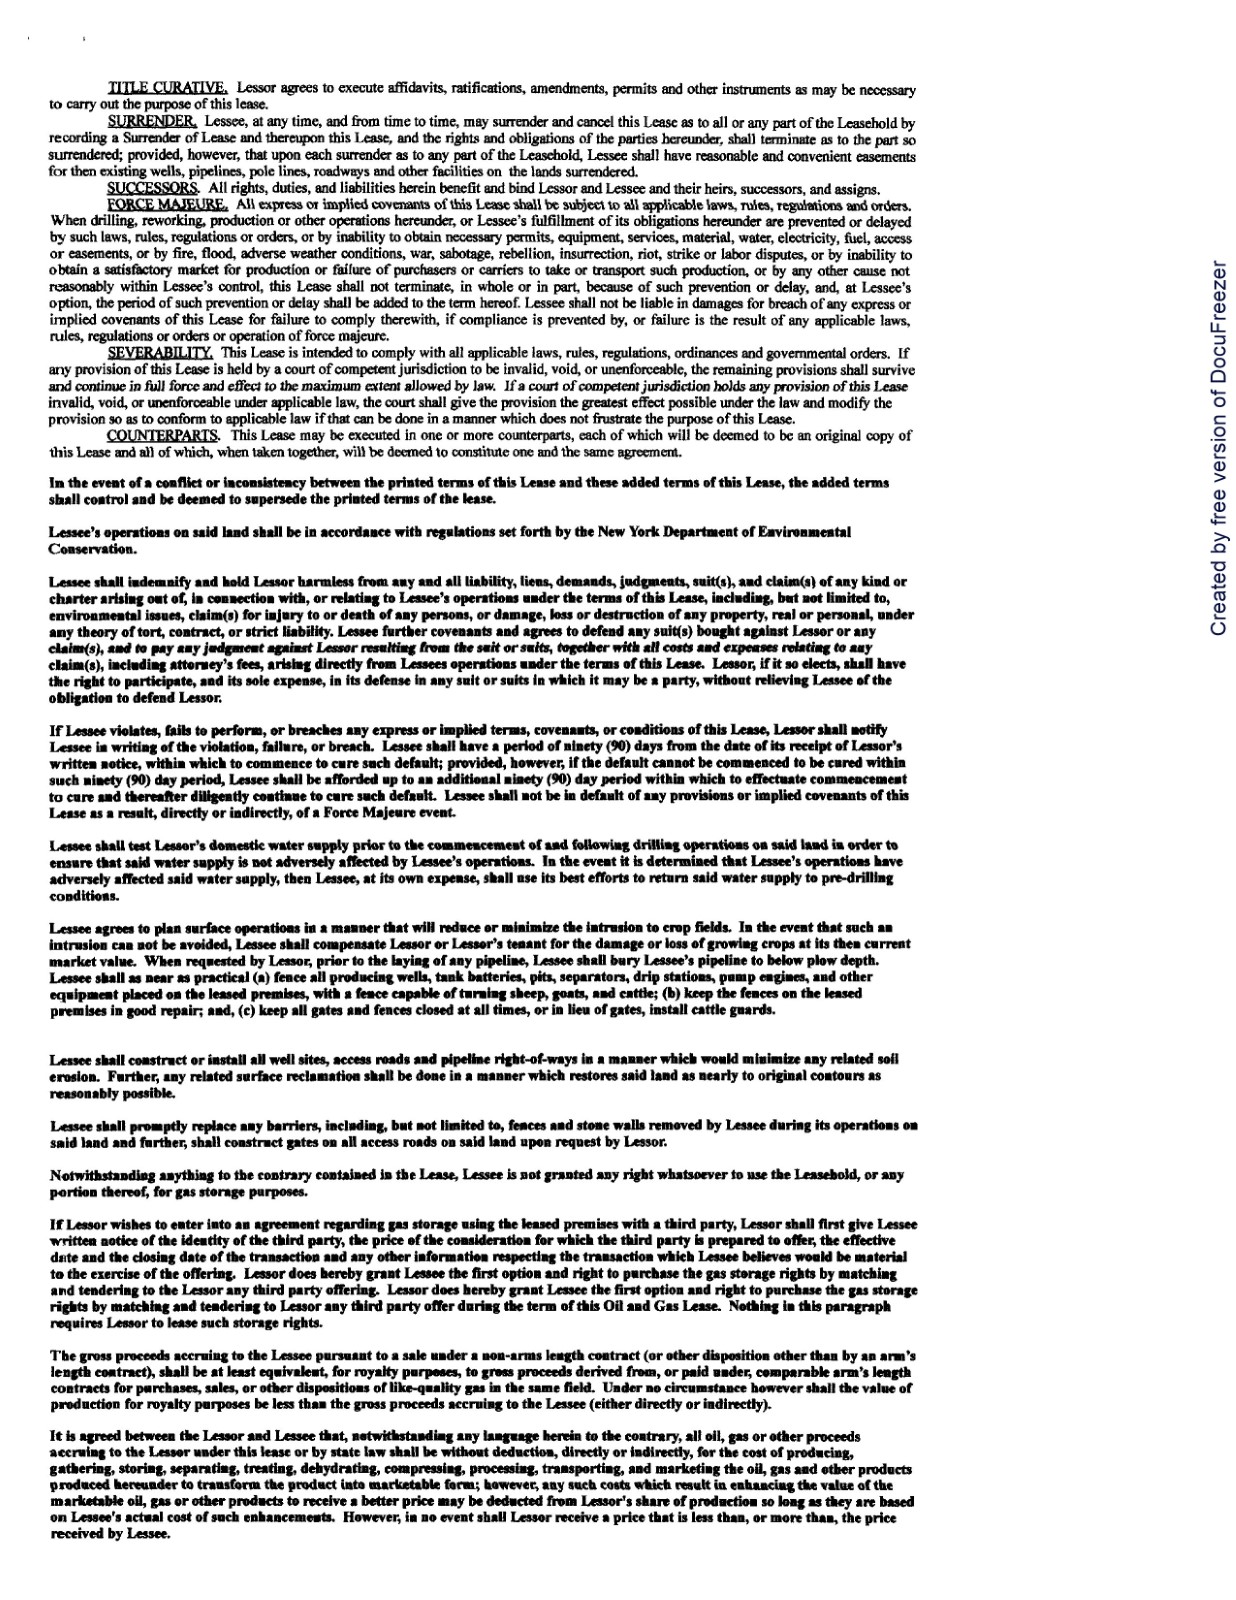 TITLE CURATIVE. Lessor agrees to execute affidavits, ratifications, amendments, permits and other instruments as may be necessary
to carry out the purpose of this lease.
SURRENDER. Lessee, at any time, and from time to time, may surrender and cancel this Lease as to all or any part of the Leasehold by
recording a Surrender of Lease and thereupon this Lease, and the rights and obligations of the parties hereunder, shall terminate as to the part so
surrendered; provided, however, that upon each surrender as to any part of the Leasehold, Lessee shall have reasonable and convenient easements
for then existing wells, pipelines, pole lines, roadways and other facilities on the lands surrendered.
SUCCESSORS. All rights, duties, and liabilities herein benefit and bind Lessor and Lessee and their heirs, successors, and assigns.
FORCE MAJEURE. All express or implied covenants of this Lease shall be subject to all applicable laws, rules, regulations and orders.
When drilling, reworking, production or other operations hereunder, or Lessee's fulfillment of its obligations hereunder are prevented or delayed
by such laws, rules, regulations or orders, or by inability to obtain necessary permits, equipment, services, material, water, electricity, fuel, access
or easements, or by fire, flood, adverse weather conditions, war, sabotage, rebellion, insurrection, riot, strike or labor disputes, or by inability to
obtain a satisfactory market for production or failure of purchasers or carriers to take or transport such production, or by any other cause not
reasonably within Lessee's control, this Lease shall not terminate, in whole or in part, because of such prevention or delay, and, at Lessee's
option, the period of such prevention or delay shall be added to the term hereof. Lessee shall not be liable in damages for breach of any express or
implied covenants of this Lease for failure to comply therewith, if compliance is prevented by, or failure is the result of any applicable laws,
rules, regulations or orders or operation of force majeure.
SEVERABILITY. This Lease is intended to comply with all applicable laws, rules, regulations, ordinances and governmental orders. If
any provision of this Lease is held by a court of competent jurisdiction to be invalid, void, or unenforceable, the remaining provisions shall survive
and continue in full force and effect to the maximum extent allowed by law. If a court of competent jurisdiction holds any provision of this Lease
invalid, void, or unenforceable under applicable law, the court shall give the provision the greatest effect possible under the law and modify the
provision so as to conform to applicable law if that can be done in a manner which does not frustrate the purpose of this Lease.
COUNTERPARTS. This Lease may be executed in one or more counterparts, each of which will be deemed to be an original copy of
this Lease and all of which, when taken together, will be deemed to constitute one and the same agreement.
In the event of a conflict or inconsistency between the printed terms of this Lease and these added terms of this Lease, the added terms
shall control and be deemed to supersede the printed terms of the lease.
Lessee's operations on said land shall be in accordance with regulations set forth by the New York Department of Environmental
Conservation.
Lessee shall indemnify and hold Lessor harmless from any and all liability, liens, demands, judgments, suit(s), and claim(s) of any kind or
charter arising out of, in connection with, or relating to Lessee's operations under the terms of this Lease, including, but not limited to,
environmental issues, claim(s) for injury to or death of any persons, or damage, loss or destruction of any property, real or personal, under
any theory of tort, contract, or strict liability. Lessee further covenants and agrees to defend any suit(s) bought against Lessor or any
claim(s), and to pay any judgment against Lessor resulting from the suit or suits, together with all costs and expenses relating to any
claim(s), including attorney's fees, arising directly from Lessees operations under the terms of this Lease. Lessor, if it so elects, shall have
the right to participate, and its sole expense, in its defense in any suit or suits in which it may be a party, without relieving Lessee of the
obligation to defend Lessor.
If Lessee violates, fails to perform, or breaches any express or implied terms, covenants, or conditions of this Lease, Lessor shall notify
Lessee in writing of the violation, failure, or breach. Lessee shall have a period of ninety (90) days from the date of its receipt of Lessor's
written notice, within which to commence to cure such default; provided, however, if the default cannot be commenced to be cured within
such ninety (90) day period, Lessee shall be afforded up to an additional ninety (90) day period within which to effectuate commencement
to cure and thereafter diligently continue to cure such default. Lessee shall not be in default of any provisions or implied covenants of this
Lease as a result, directly or indirectly, of a Force Majeure event.
Lessee shall test Lessor's domestic water supply prior to the commencement of and following drilling operations on said land in order to
ensure that said water supply is not adversely affected by Lessee's operations. In the event it is determined that Lessee's operations have
adversely affected said water supply, then Lessee, at its own expense, shall use its best efforts to return said water supply to pre-drilling
conditions.
Lessee agrees to plan surface operations in a manner that will reduce or minimize the intrusion to crop fields. In the event that such an
intrusion can not be avoided, Lessee shall compensate Lessor or Lessor's tenant for the damage or loss of growing crops at its then current
market value. When requested by Lessor, prior to the laying of any pipeline, Lessee shall bury Lessee's pipeline to below plow depth.
Lessee shall as near as practical (a) fence all producing wells, tank batteries, pits, separators, drip stations, pump engines, and other
equipment placed on the leased premises, with a fence capable of turning sheep, goats, and cattle; (b) keep the fences on the leased
premises in good repair; and, (c) keep all gates and fences closed at all times, or in lieu of gates, install cattle guards.
Lessee shall construct or install all well sites, access roads and pipeline right-of-ways in a manner which would minimize any related soil
erosion. Further, any related surface reclamation shall be done in a manner which restores said land as nearly to original contours as
reasonably possible.
Lessee shall promptly replace any barriers, including, but not limited to, fences and stone walls removed by Lessee during its operations on
said land and further, shall construct gates on all access roads on said land upon request by Lessor.
Notwithstanding anything to the contrary contained in the Lease, Lessee is not granted any right whatsoever to use the Leasehold, or any
portion thereof, for gas storage purposes.
If Lessor wishes to enter into an agreement regarding gas storage using the leased premises with a third party, Lessor shall first give Lessee
written notice of the identity of the third party, the price of the consideration for which the third party is prepared to offer, the effective
date and the closing date of the transaction and any other information respecting the transaction which Lessee believes would be material
to the exercise of the offering. Lessor does hereby grant Lessee the first option and right to purchase the gas storage rights by matching
and tendering to the Lessor any third party offering. Lessor does hereby grant Lessee the first option and right to purchase the gas storage
rights by matching and tendering to Lessor any third party offer during the term of this Oil and Gas Lease. Nothing in this paragraph
requires Lessor to lease such storage rights.
The gross proceeds accruing to the Lessee pursuant to a sale under a non-arms length contract (or other disposition other than by an arm's
length contract), shall be at least equivalent, for royalty purposes, to gross proceeds derived from, or paid under, comparable arm's length
contracts for purchases, sales, or other dispositions of like-quality gas in the same field. Under no circumstance however shall the value of
production for royalty purposes be less than the gross proceeds accruing to the Lessee (either directly or indirectly).
It is agreed between the Lessor and Lessee that, notwithstanding any language herein to the contrary, all oil, gas or other proceeds
accruing to the Lessor under this lease or by state law shall be without deduction, directly or indirectly, for the cost of producing,
gathering, storing, separating, treating, dehydrating, compressing, processing, transporting, and marketing the oil, gas and other products
produced hereunder to transform the product into marketable form; however, any such costs which result in enhancing the value of the
marketable oil, gas or other products to receive a better price may be deducted from Lessor's share of production so long as they are based
on Lessee's actual cost of such enhancements. However, in no event shall Lessor receive a price that is less than, or more than, the price
received by Lessee.
Created by free version of DocuFreezer